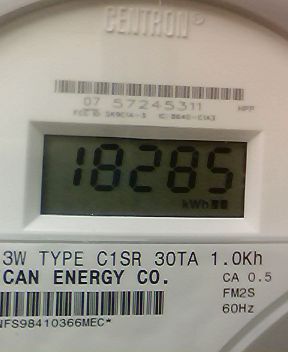 CENTRON®
07 57245311
18285
kWh
3W TYPE C1SR 30TA 1.0Kh
CAN ENERGY CO.
CA 0.5
FM2S
60Hz
NFS98410366MEC*